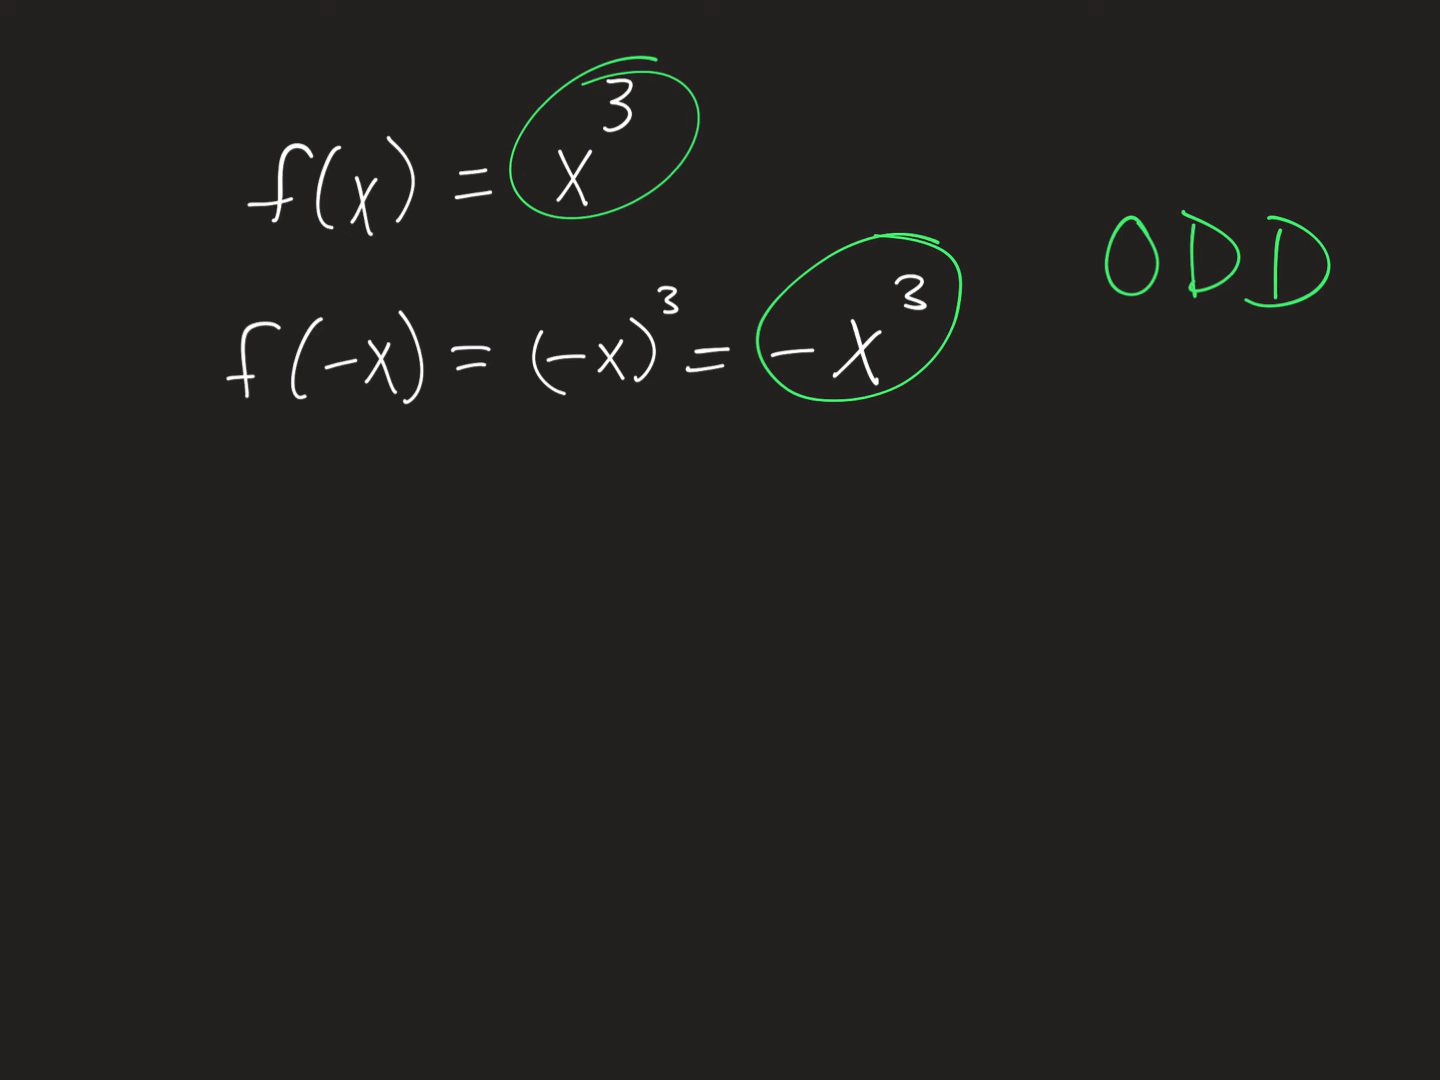 f(x) = x³
ODD
f(-x) = (-x)³ = -x³